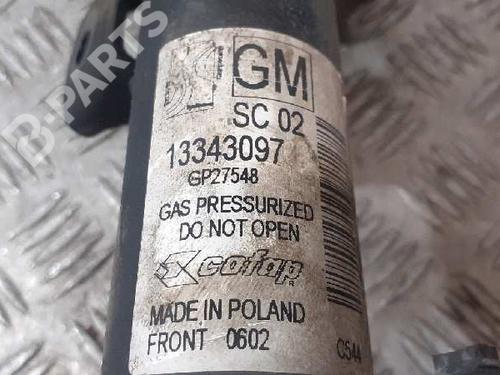 GM
SC 02
13343097
GP27548
GAS PRESSURIZED
DO NOT OPEN
cofap
MADE IN POLAND
FRONT 0602
C544
B-PARTS